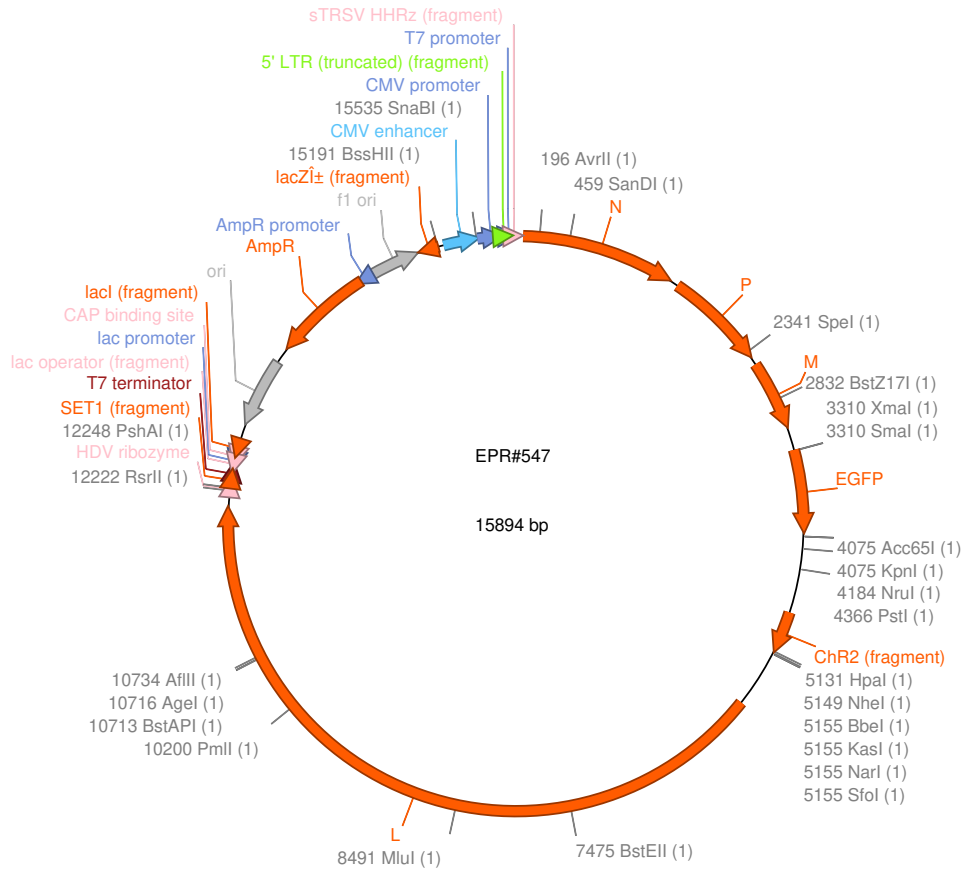 sTRSV HHRz (fragment)
T7 promoter
5' LTR (truncated) (fragment)
CMV promoter
15535 SnaBI (1)
CMV enhancer
15191 BssHII (1)
lacZÎ± (fragment)
f1 ori
AmpR promoter
AmpR
ori
lacI (fragment)
CAP binding site
lac promoter
lac operator (fragment)
T7 terminator
SET1 (fragment)
12248 PshAI (1)
HDV ribozyme
12222 RsrII (1)
196 AvrII (1)
459 SanDI (1)
N
P
2341 SpeI (1)
M
2832 BstZ17I (1)
3310 XmaI (1)
3310 SmaI (1)
EGFP
EPR#547
15894 bp
4075 Acc65I (1)
4075 KpnI (1)
4184 NruI (1)
4366 PstI (1)
ChR2 (fragment)
5131 HpaI (1)
5149 NheI (1)
5155 BbeI (1)
5155 KasI (1)
5155 NarI (1)
5155 SfoI (1)
10734 AflII (1)
10716 AgeI (1)
10713 BstAPI (1)
10200 PmlI (1)
L
8491 MluI (1)
7475 BstEII (1)